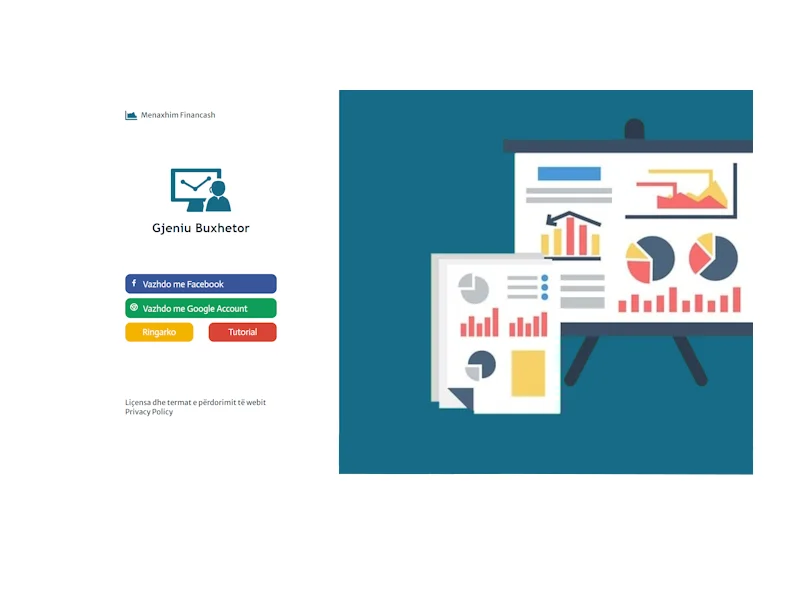 Menaxhim Financash
Gjeniu Buxhetor
Vazhdo me Facebook
Vazhdo me Google Account
Ringarko
Tutorial
Liçensa dhe termat e përdorimit të webit
Privacy Policy